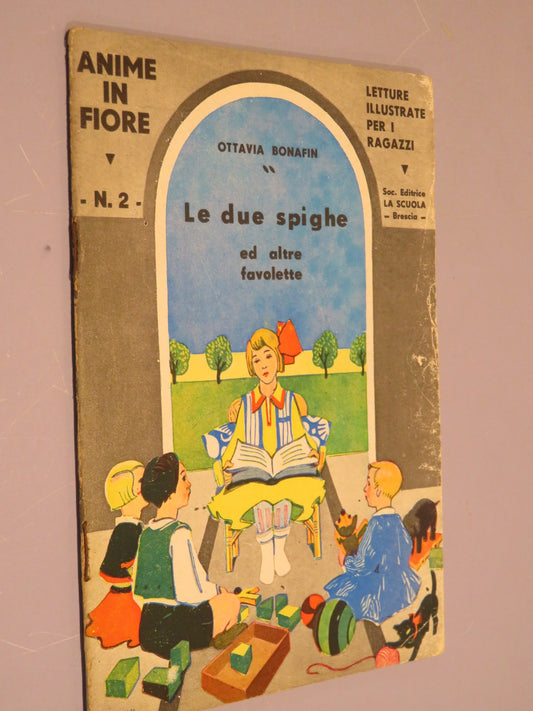 ANIME
IN
FIORE
- N. 2 -
LETTURE
ILLUSTRATE
PER I
RAGAZZI
Soc. Editrice
LA SCUOLA
- Brescia -
OTTAVIA BONAFIN
Le due spighe
ed altre
favolette